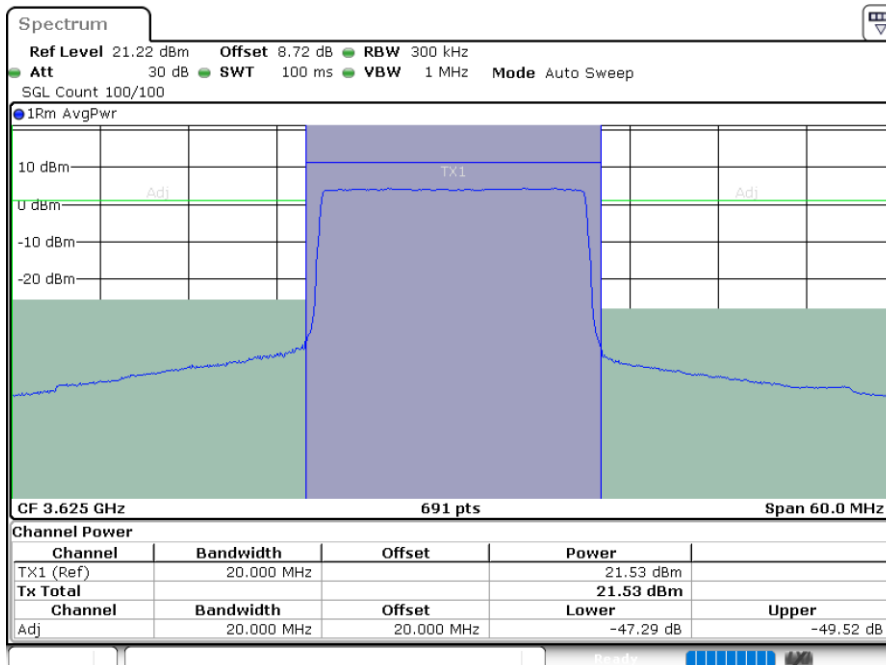 Spectrum
Ref Level 21.22 dBm Offset 8.72 dB RBW 300 kHz
Att 30 dB SWT 100 ms VBW 1 MHz Mode Auto Sweep
SGL Count 100/100
1Rm AvgPwr
10 dBm
TX1
Adj Adj
0 dBm
-10 dBm
-20 dBm
CF 3.625 GHz 691 pts Span 60.0 MHz
Channel Power
Channel Bandwidth Offset Power
TX1 (Ref) 20.000 MHz 21.53 dBm
Tx Total 21.53 dBm
Channel Bandwidth Offset Lower Upper
Adj 20.000 MHz 20.000 MHz -47.29 dB -49.52 dB
Ready